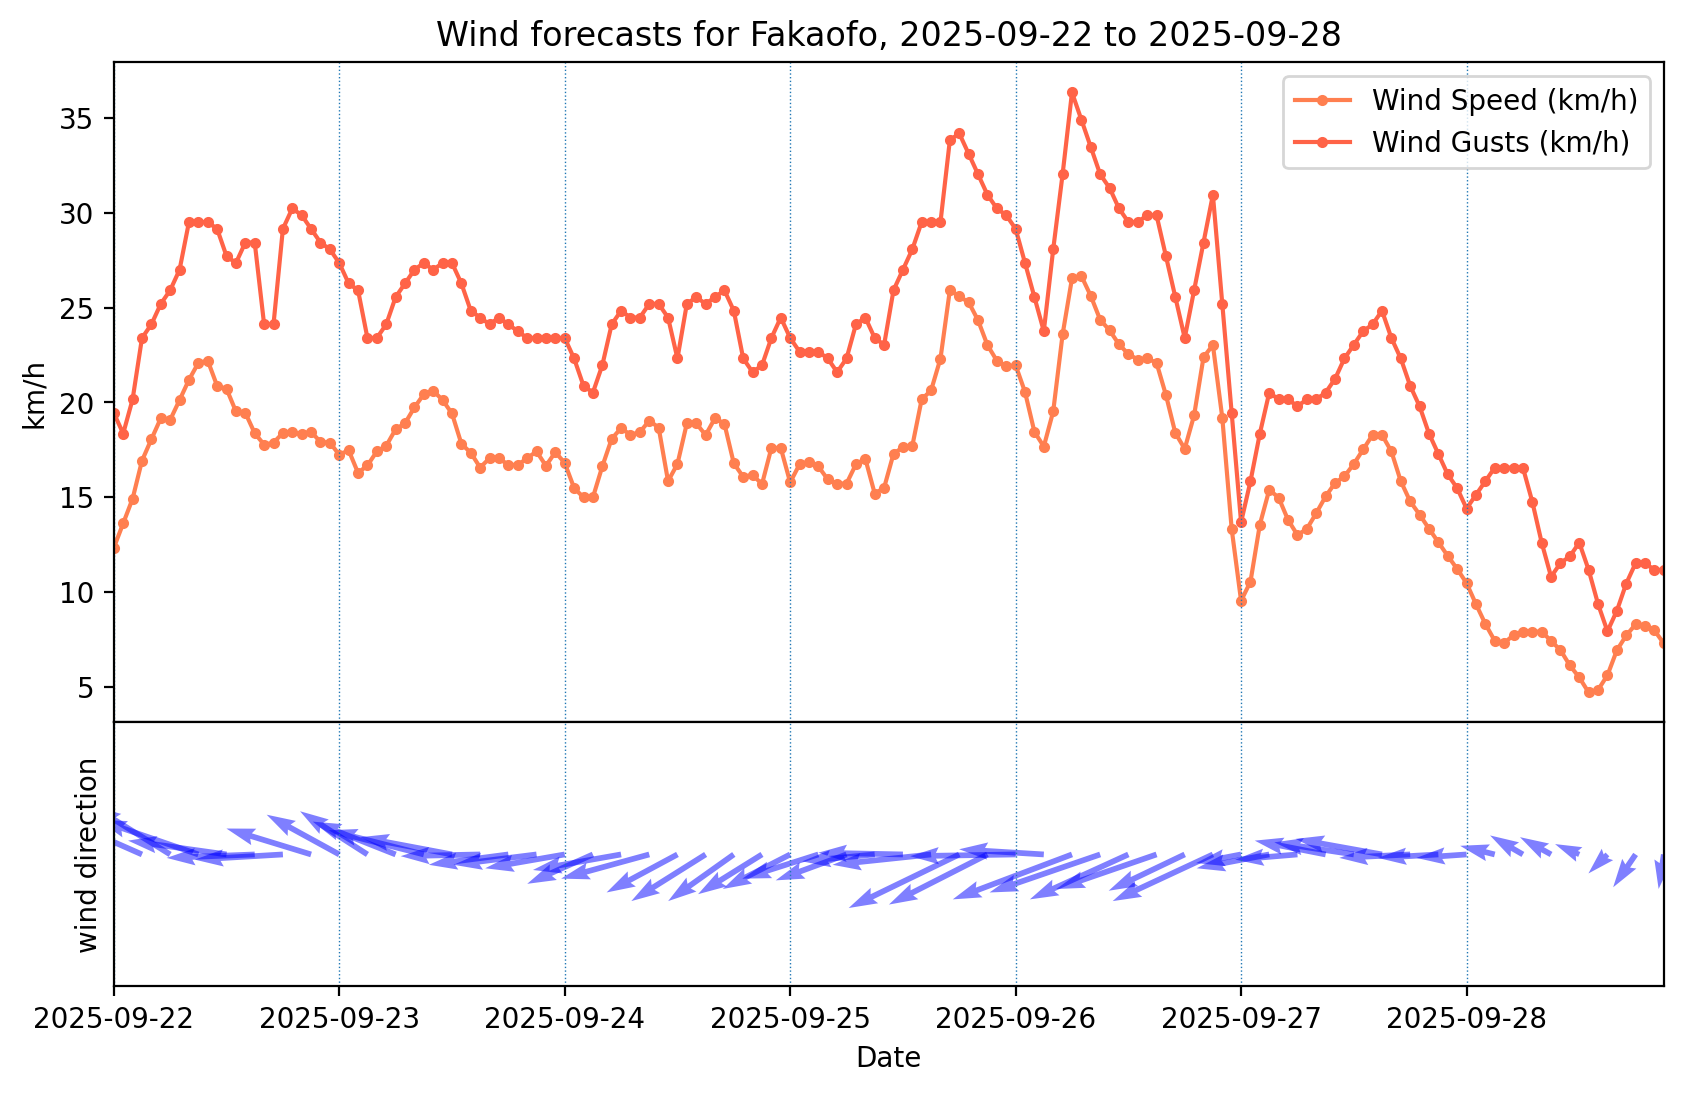 Wind forecasts for Fakaofo, 2025-09-22 to 2025-09-28
Wind Speed (km/h)
Wind Gusts (km/h)
km/h
35
30
25
20
15
10
5
wind direction
2025-09-22
2025-09-23
2025-09-24
2025-09-25
2025-09-26
2025-09-27
2025-09-28
Date